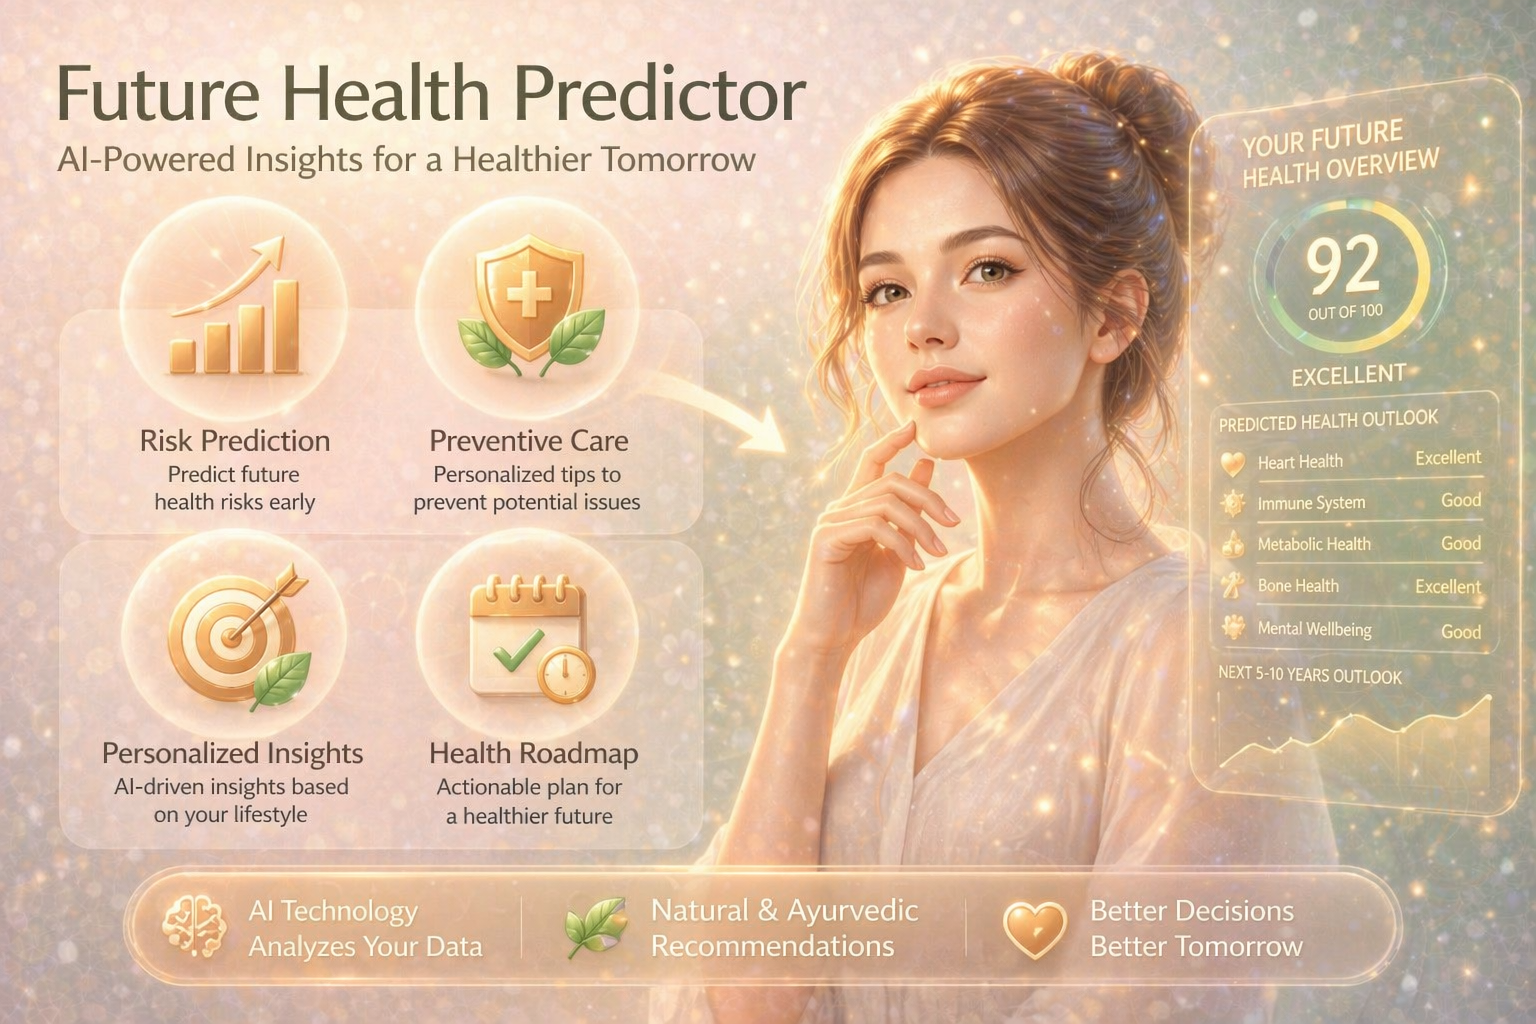 Future Health Predictor
AI-Powered Insights for a Healthier Tomorrow
Risk Prediction
Predict future
health risks early
Preventive Care
Personalized tips to
prevent potential issues
Personalized Insights
AI-driven insights based
on your lifestyle
Health Roadmap
Actionable plan for
a healthier future
YOUR FUTURE
HEALTH OVERVIEW
92
OUT OF 100
EXCELLENT
PREDICTED HEALTH OUTLOOK
Heart Health Excellent
Immune System Good
Metabolic Health Good
Bone Health Excellent
Mental Wellbeing Good
NEXT 5-10 YEARS OUTLOOK
AI Technology
Analyzes Your Data
Natural & Ayurvedic
Recommendations
Better Decisions
Better Tomorrow